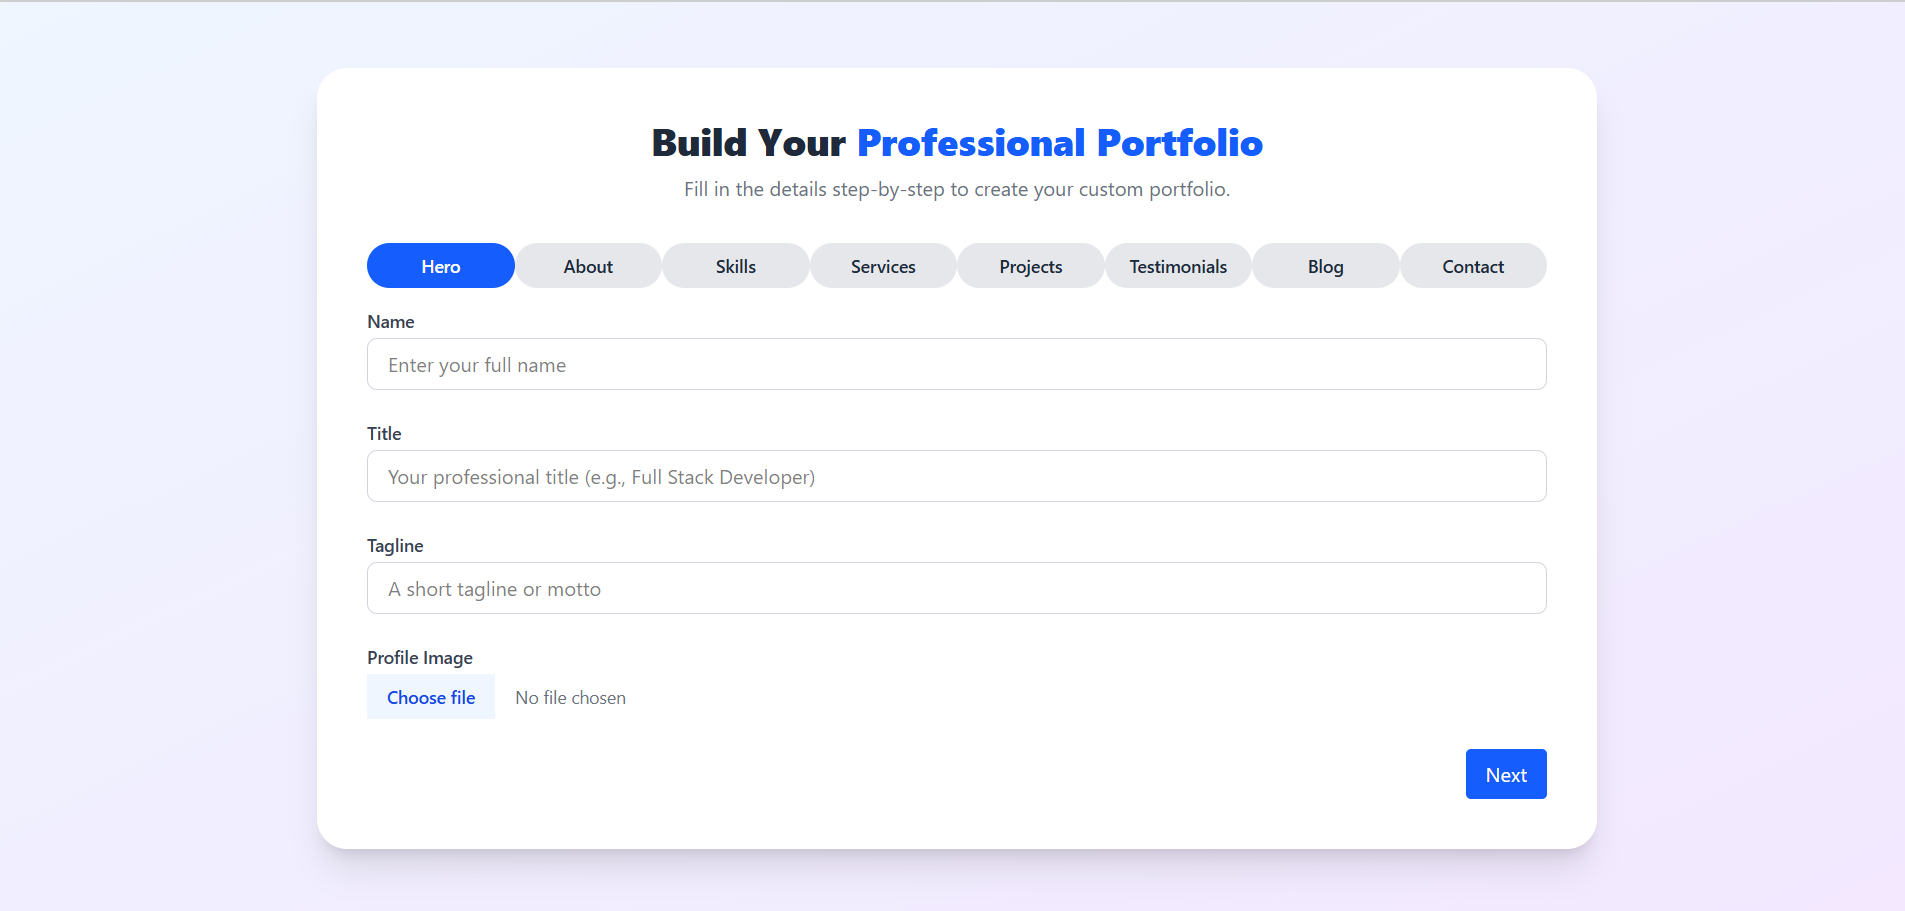 Build Your Professional Portfolio
Fill in the details step-by-step to create your custom portfolio.
Hero About Skills Services Projects Testimonials Blog Contact
Name
Enter your full name
Title
Your professional title (e.g., Full Stack Developer)
Tagline
A short tagline or motto
Profile Image
Choose file No file chosen
Next